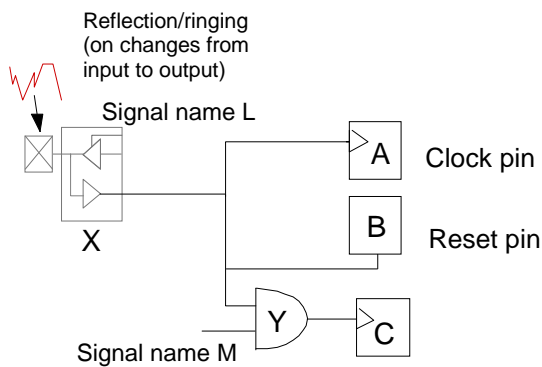 Reflection/ringing
(on changes from
input to output)
Signal name L
A
Clock pin
X
B
Reset pin
Y
C
Signal name M